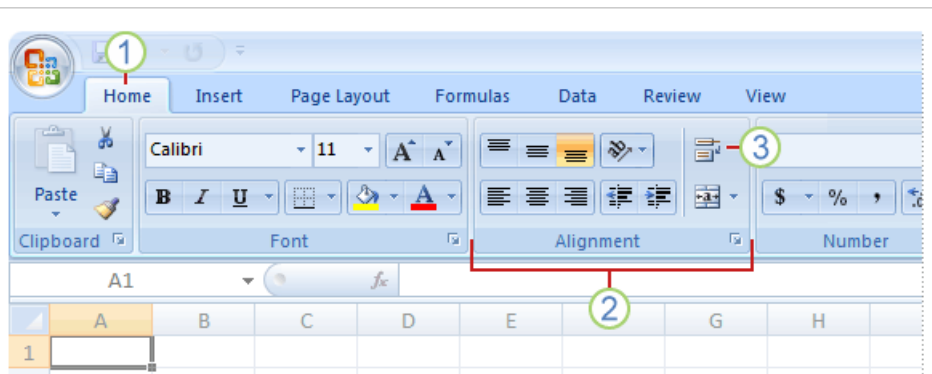 1
Home Insert Page Layout Formulas Data Review View
Calibri 11 A A
3
Paste B I U A a $ % ,
Clipboard Font Alignment Number
A1 fx
2
A B C D E G H
1